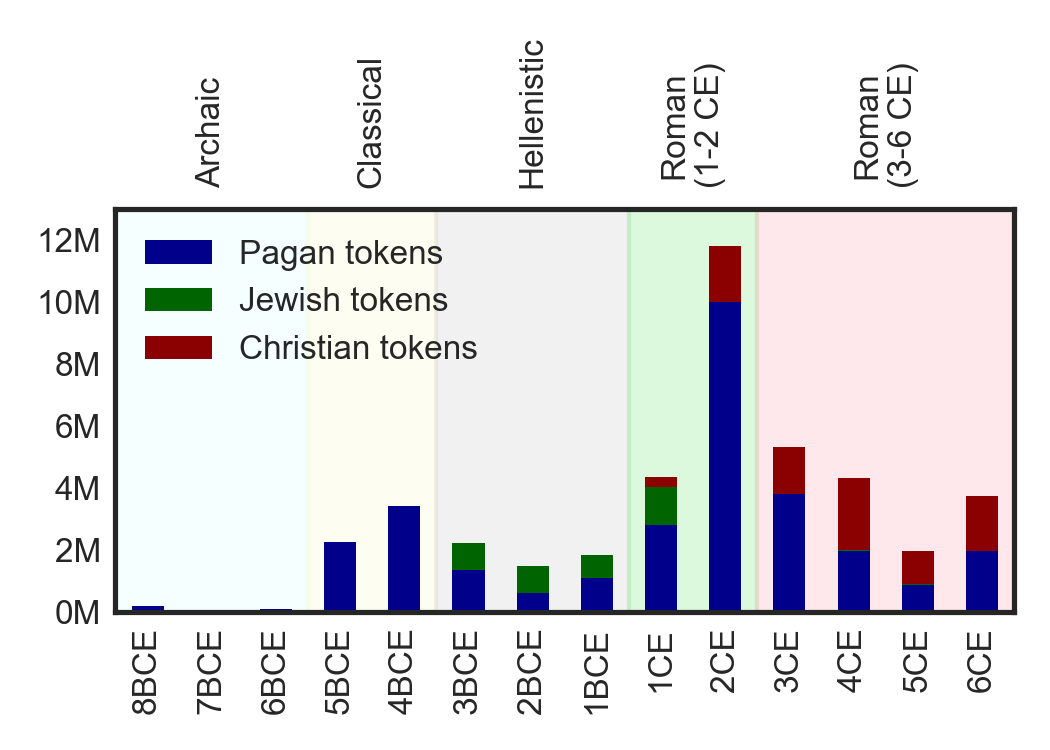 Archaic
Classical
Hellenistic
Roman
(1-2 CE)
Roman
(3-6 CE)
12M
10M
8M
6M
4M
2M
0M
Pagan tokens
Jewish tokens
Christian tokens
8BCE
7BCE
6BCE
5BCE
4BCE
3BCE
2BCE
1BCE
1CE
2CE
3CE
4CE
5CE
6CE